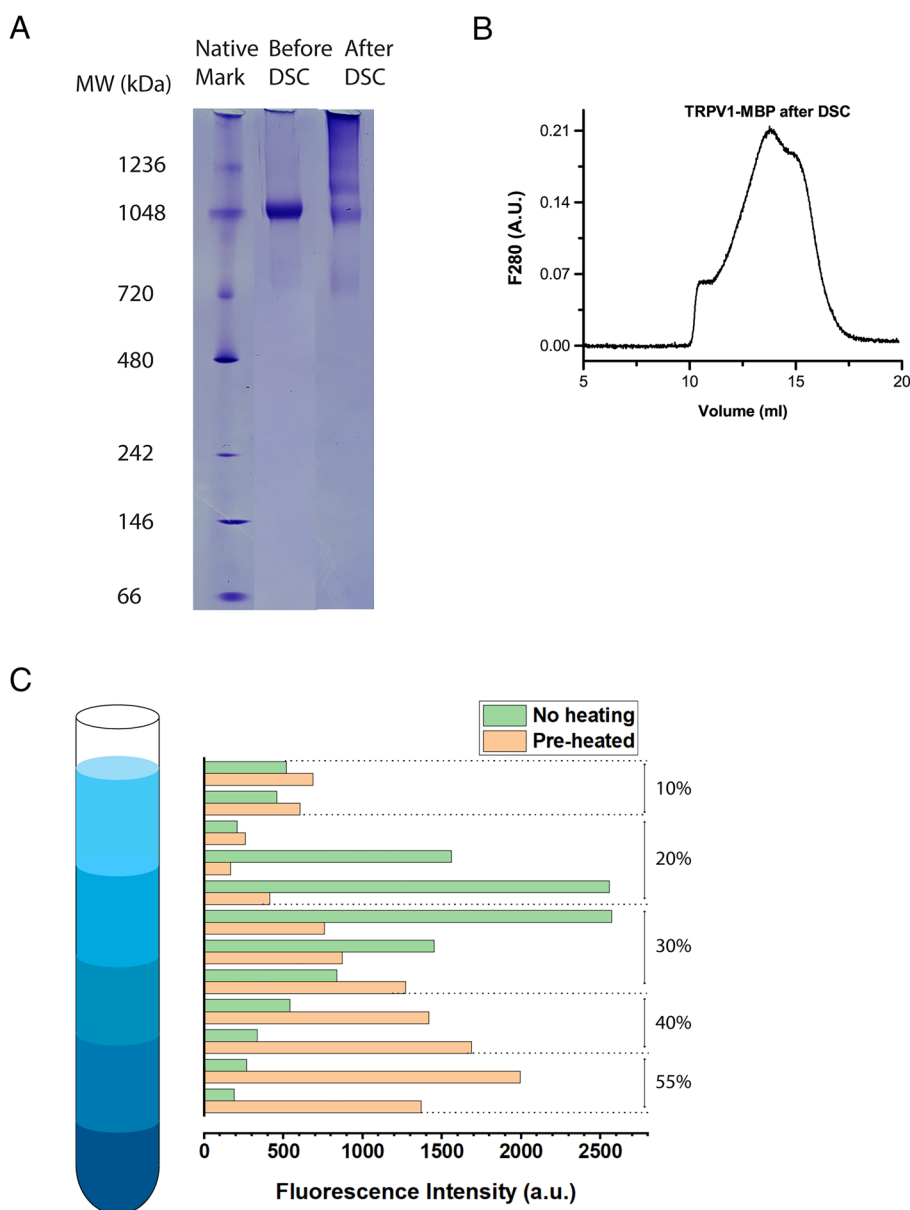 A
Native Before After
Mark DSC DSC
MW (kDa)
1236
1048
720
480
242
146
66
B
TRPV1-MBP after DSC
F280 (A.U.)
0.21
0.14
0.07
0.00
5 10 15 20
Volume (ml)
C
No heating
Pre-heated
10%
20%
30%
40%
55%
0 500 1000 1500 2000 2500
Fluorescence Intensity (a.u.)